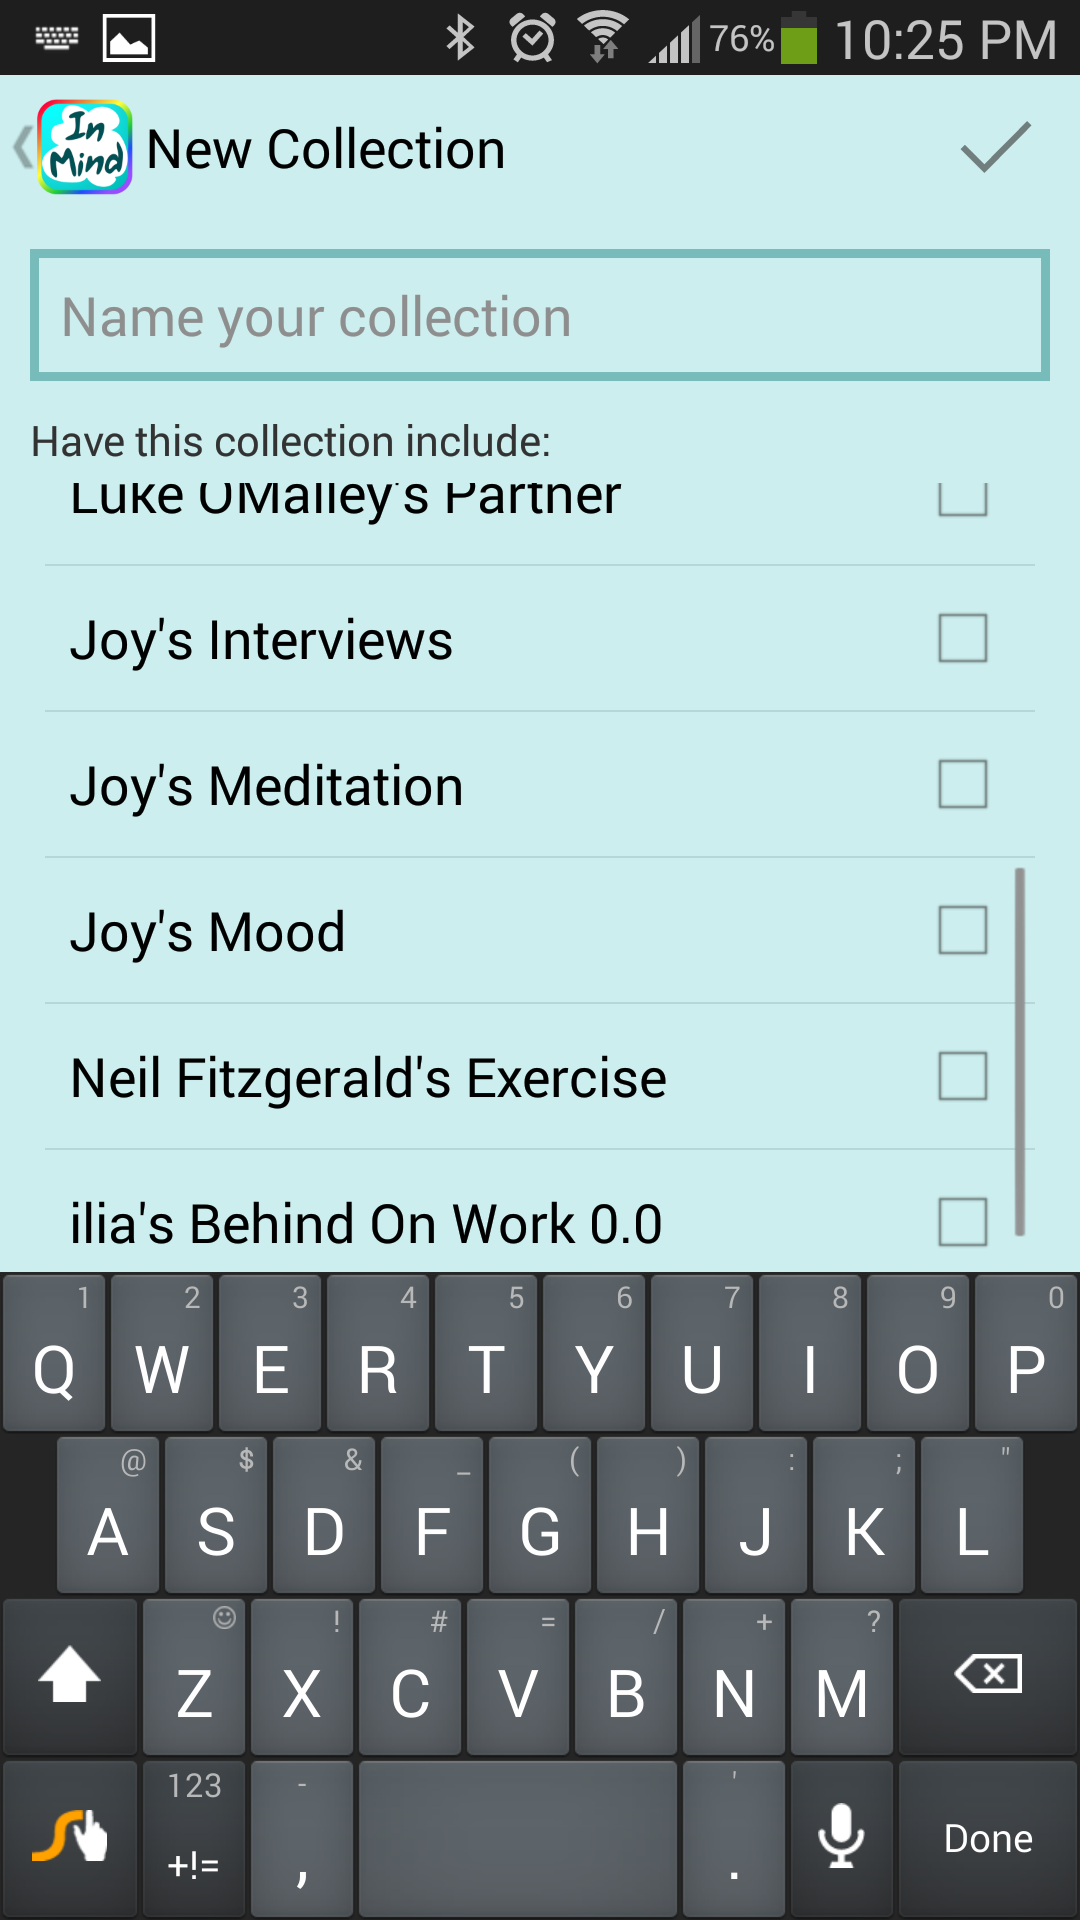 76% 10:25 PM
In Mind New Collection
Name your collection
Have this collection include:
Luke OMalley's Partner
Joy's Interviews
Joy's Meditation
Joy's Mood
Neil Fitzgerald's Exercise
ilia's Behind On Work 0.0
1 2 3 4 5 6 7 8 9 0
Q W E R T Y U I O P
@ $ & _ ( ) : ; "
A S D F G H J K L
! # = / + ?
Z X C V B N M
123 - '
+!= , . Done